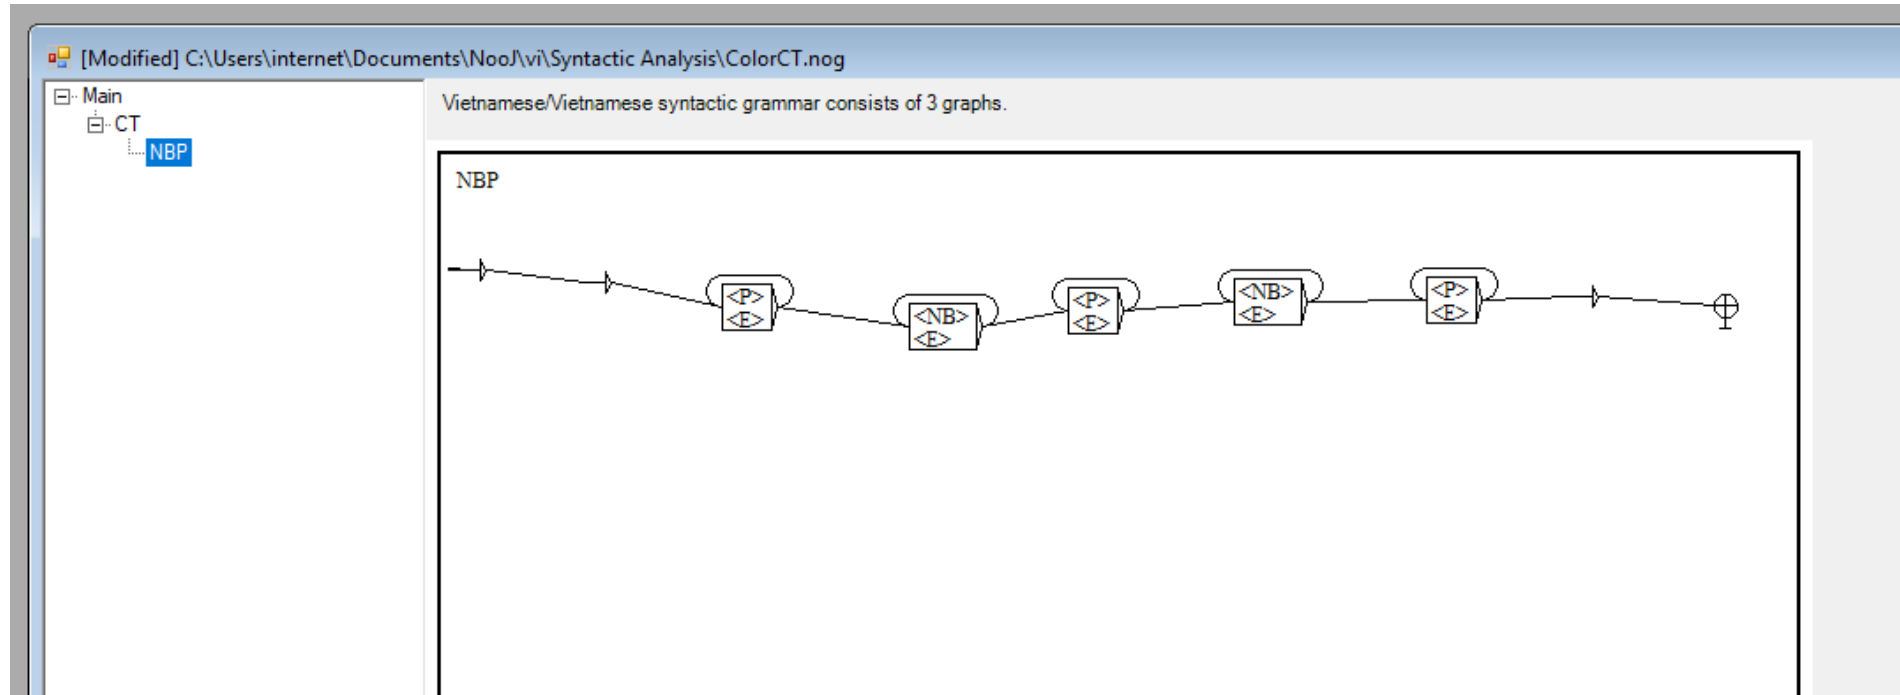 [Modified] C:\Users\internet\Documents\NooJ\vi\Syntactic Analysis\ColorCT.nog
Main
CT
NBP
Vietnamese/Vietnamese syntactic grammar consists of 3 graphs.
NBP
<P>
<E>
<NB>
<E>
<P>
<E>
<NB>
<E>
<P>
<E>